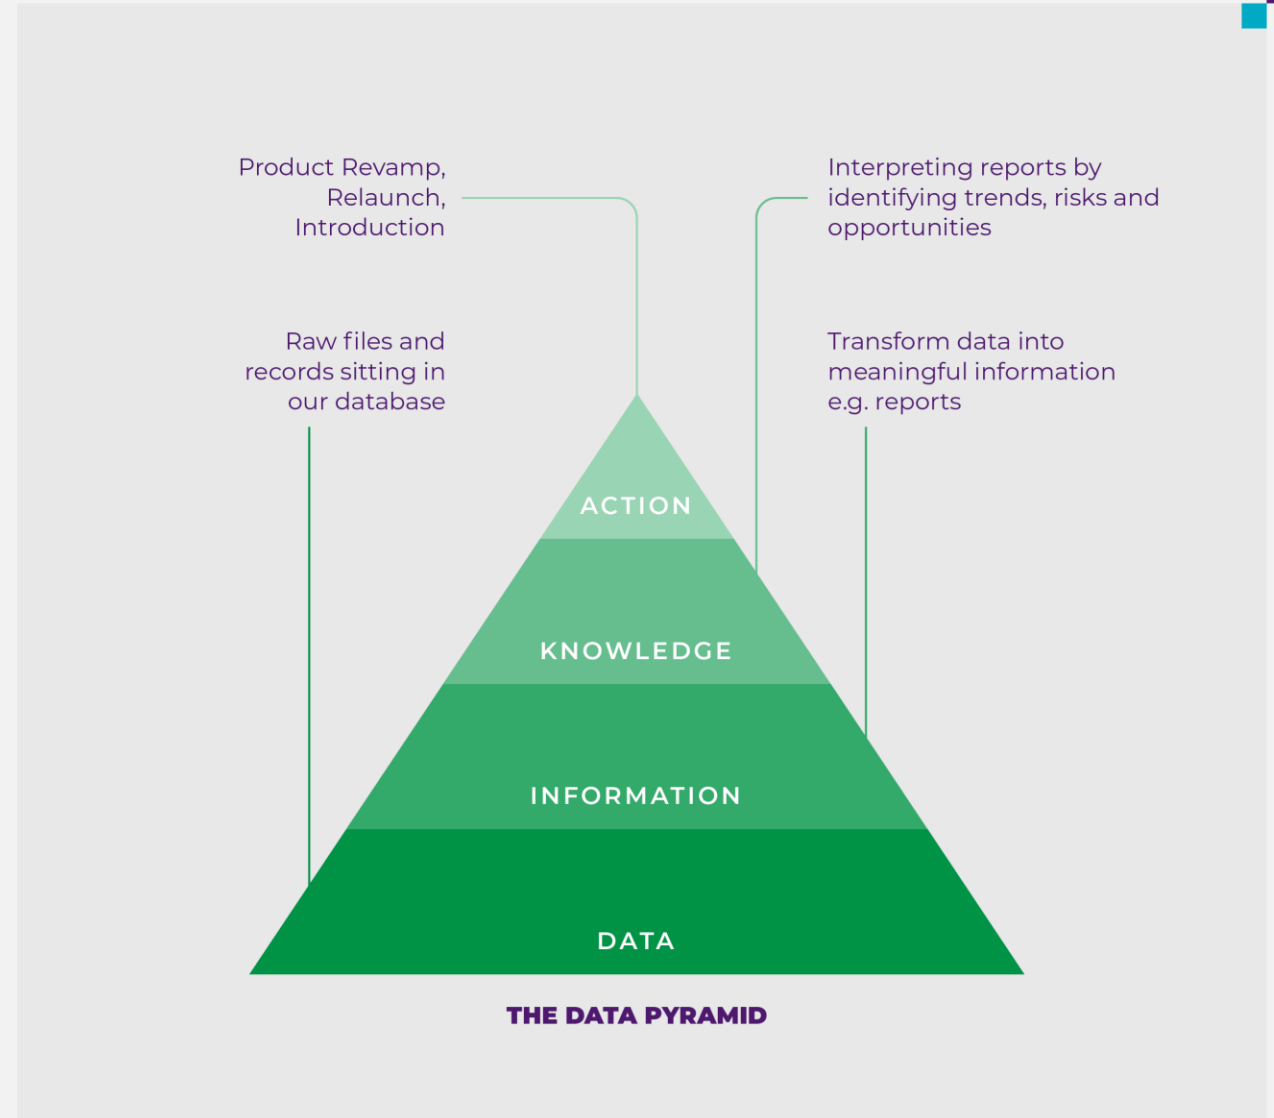 Product Revamp,
Relaunch,
Introduction
Interpreting reports by
identifying trends, risks and
opportunities
Raw files and
records sitting in
our database
Transform data into
meaningful information
e.g. reports
ACTION
KNOWLEDGE
INFORMATION
DATA
THE DATA PYRAMID